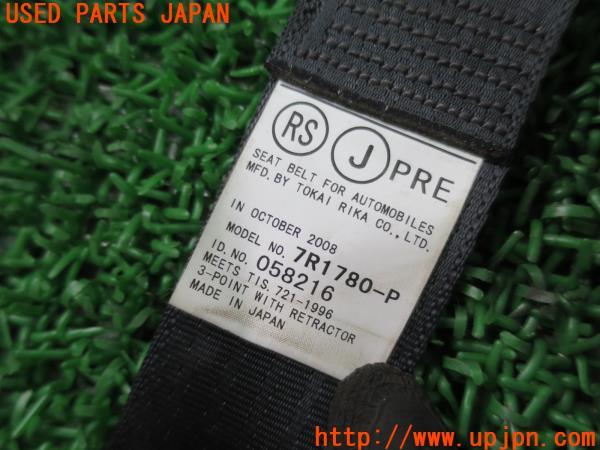 USED PARTS JAPAN
RS J PRE
SEAT BELT FOR AUTOMOBILES
MFD. BY TOKAI RIKA CO., LTD.
IN OCTOBER 2008
MODEL NO. 7R1780-P
ID. NO. 058216
MEETS TIS. 721-1996
3-POINT WITH RETRACTOR
MADE IN JAPAN
http://www.upjpn.com